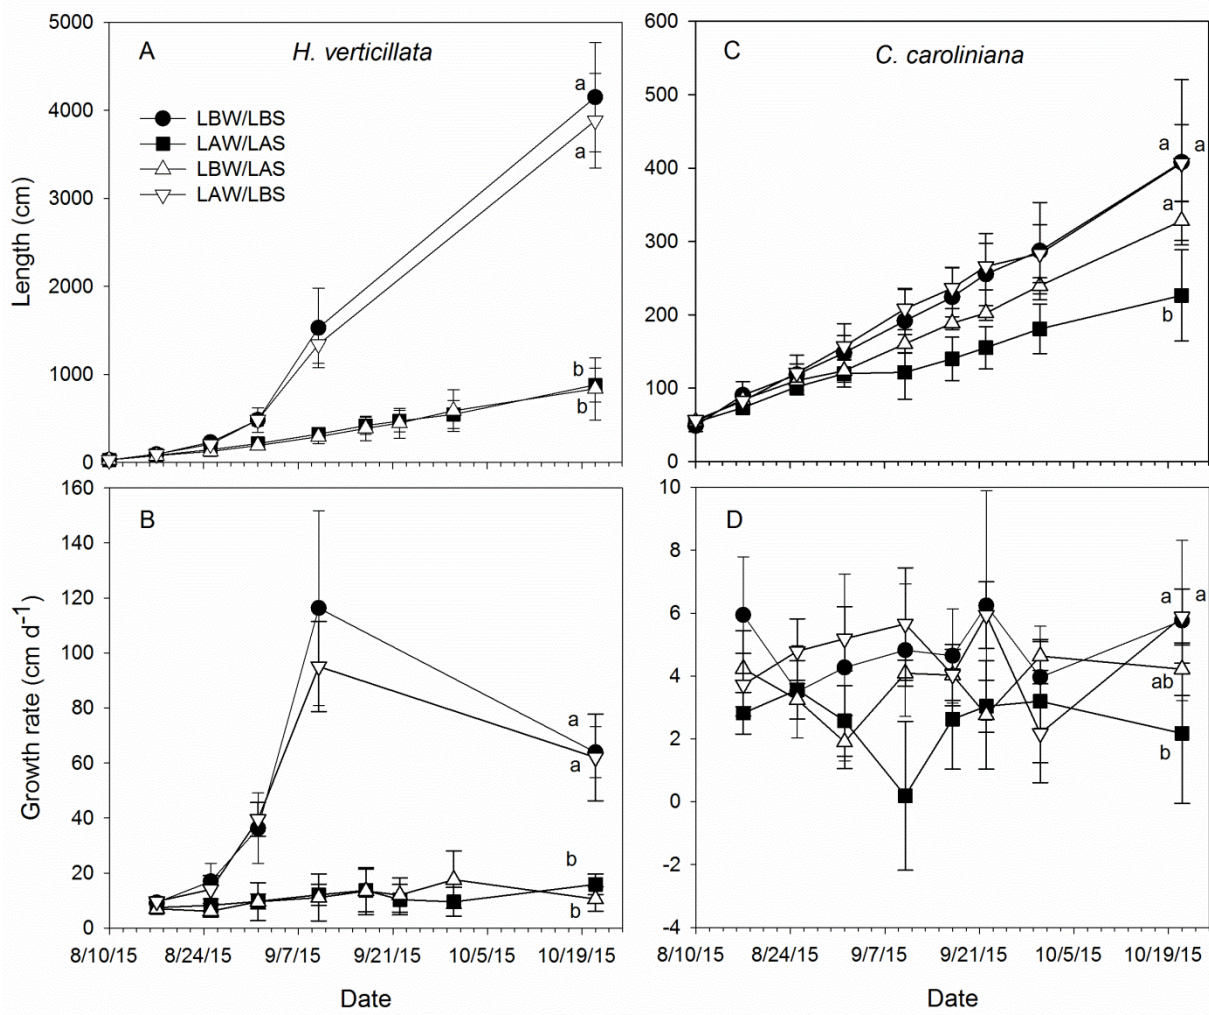 A
H. verticillata
LBW/LBS
LAW/LAS
LBW/LAS
LAW/LBS
Length (cm)
5000
4000
3000
2000
1000
0
a
a
b
b
C
C. caroliniana
600
500
400
300
200
100
0
a a
a
b
B
Growth rate (cm d⁻¹)
160
140
120
100
80
60
40
20
0
a
a
b
b
8/10/15 8/24/15 9/7/15 9/21/15 10/5/15 10/19/15
Date
D
10
8
6
4
2
0
-2
-4
a a
ab
b
8/10/15 8/24/15 9/7/15 9/21/15 10/5/15 10/19/15
Date